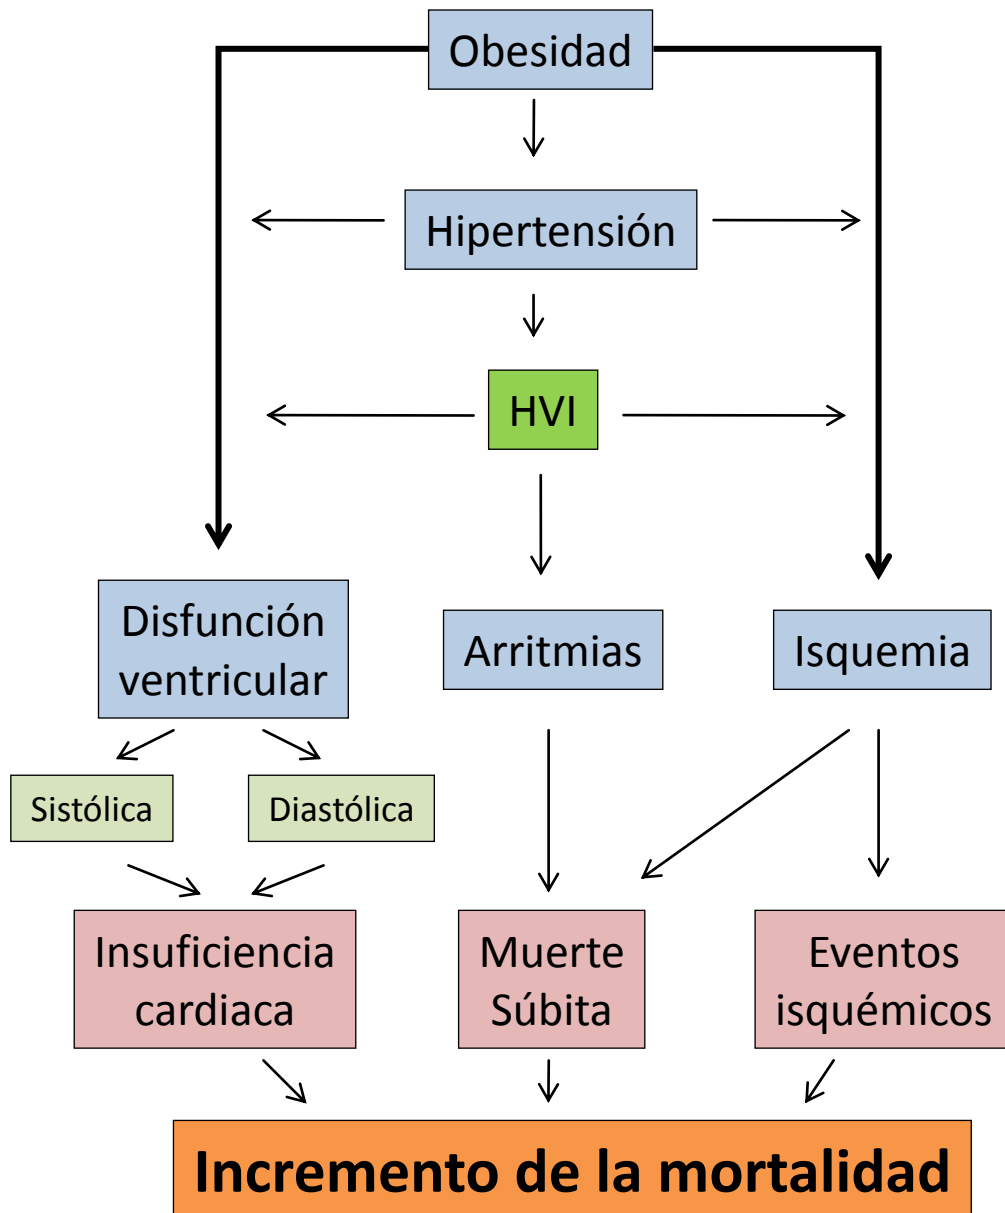 Obesidad
Hipertensión
HVI
Disfunción
ventricular
Arritmias
Isquemia
Sistólica
Diastólica
Insuficiencia
cardiaca
Muerte
Súbita
Eventos
isquémicos
Incremento de la mortalidad